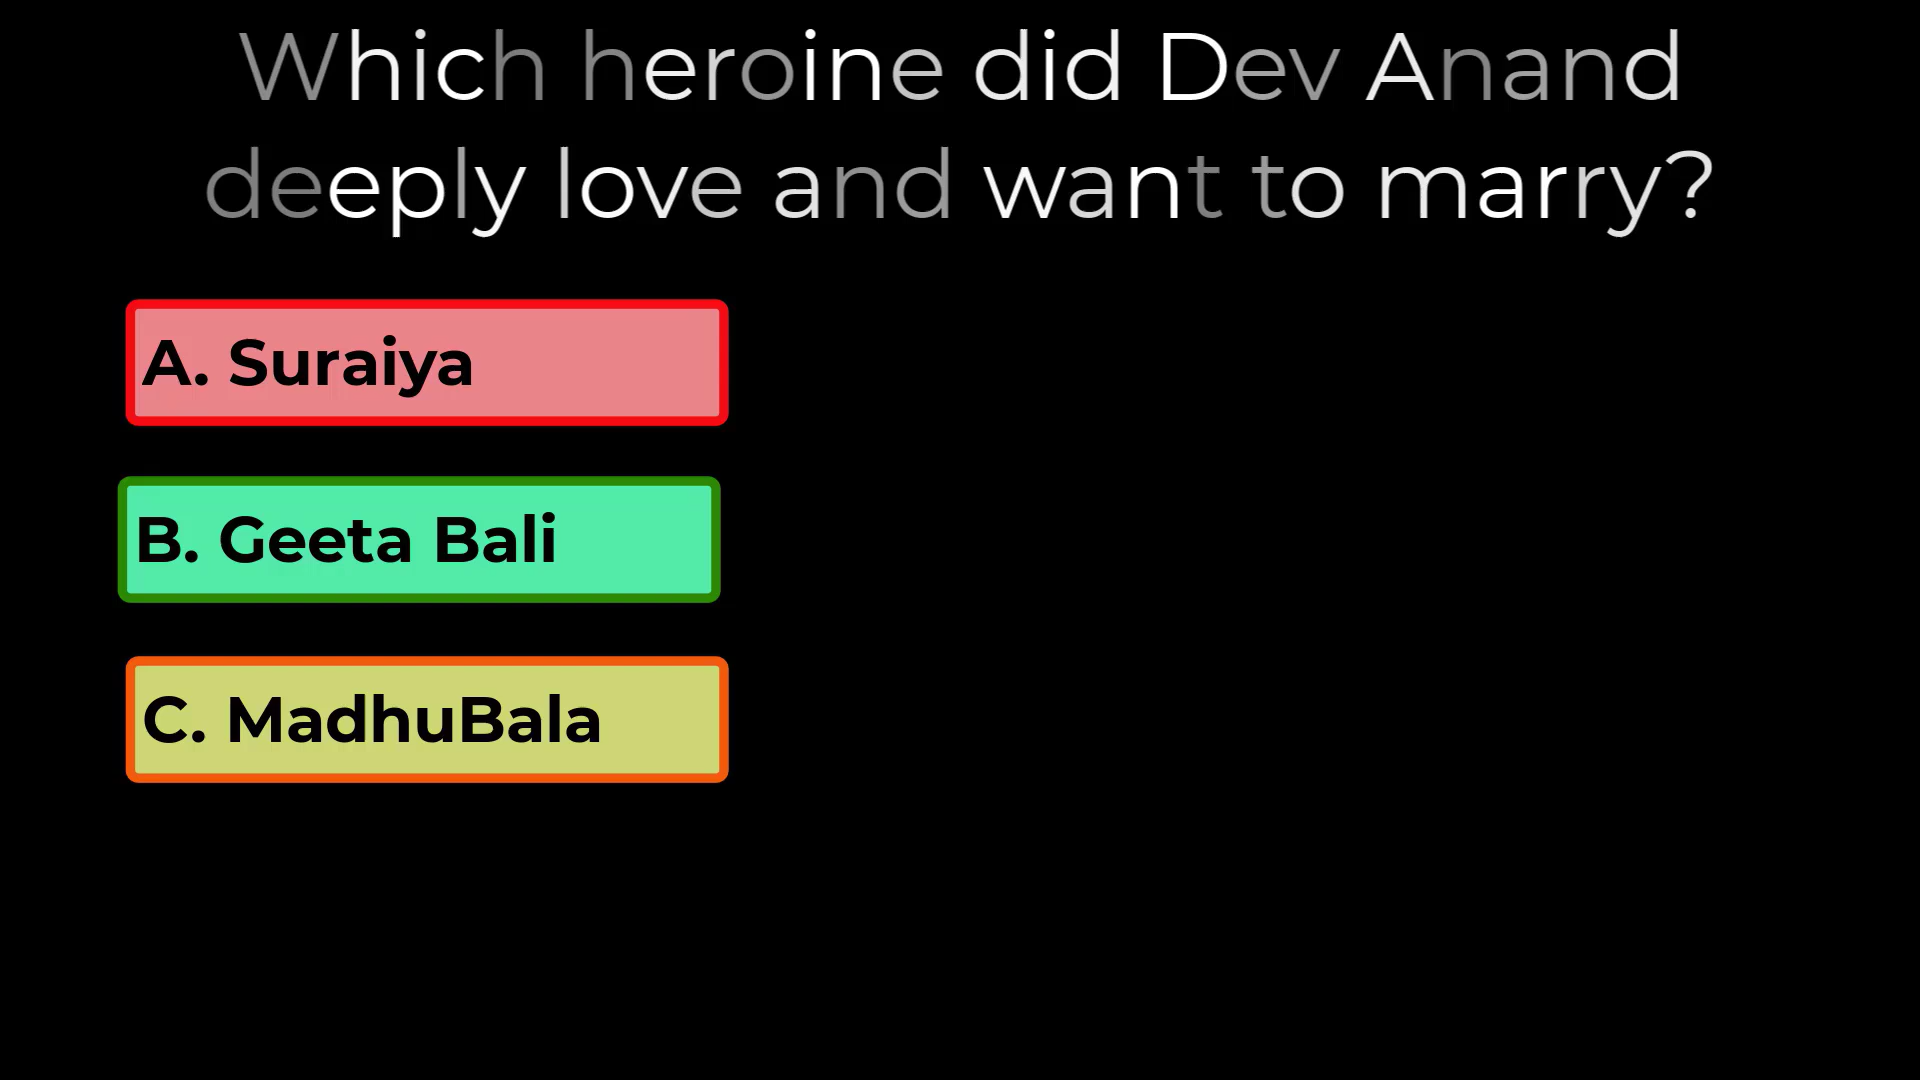 Which heroine did Dev Anand
deeply love and want to marry?
A. Suraiya
B. Geeta Bali
C. MadhuBala